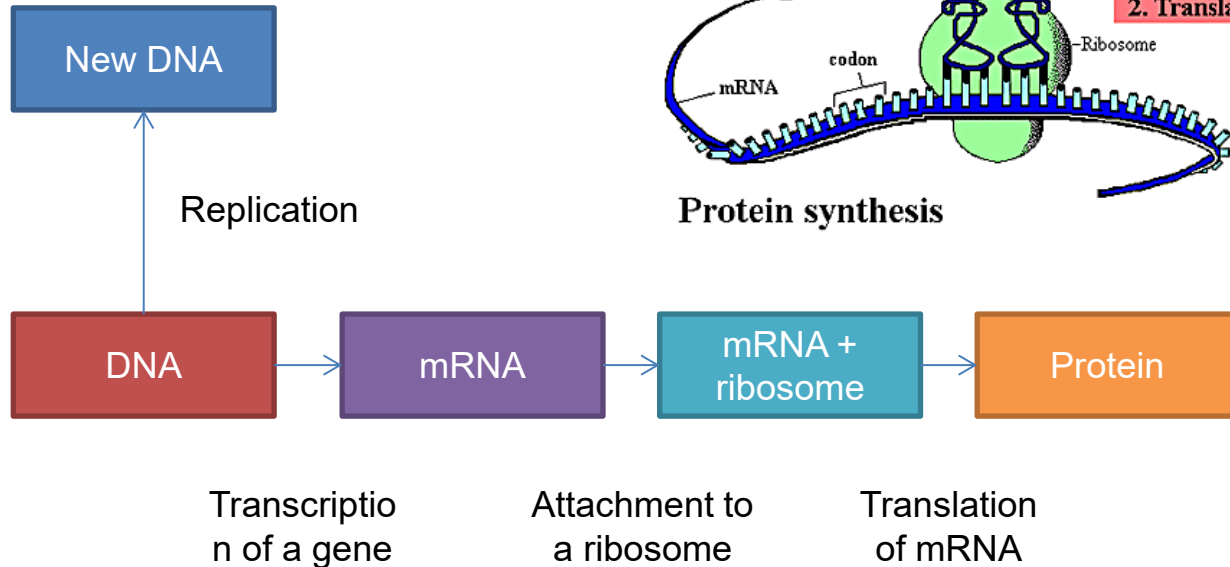 New DNA
2. Transla
Ribosome
codon
mRNA
Replication
Protein synthesis
DNA
mRNA
mRNA +
ribosome
Protein
Transcriptio
n of a gene
Attachment to
a ribosome
Translation
of mRNA